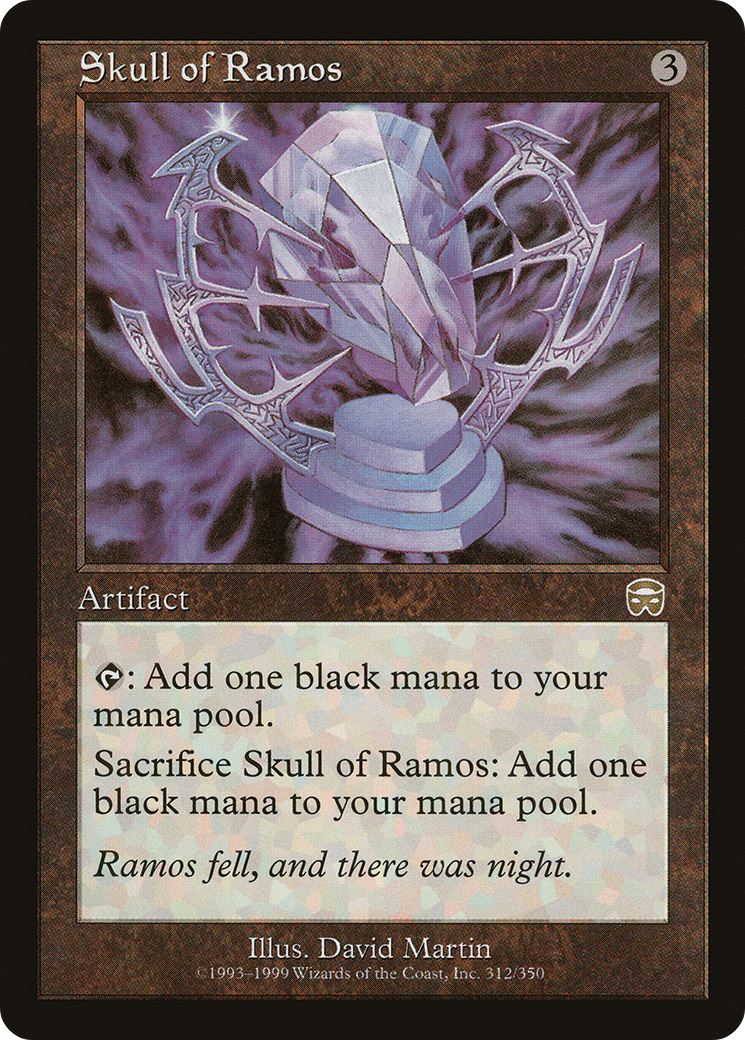 Skull of Ramos
3
Artifact
: Add one black mana to your
mana pool.
Sacrifice Skull of Ramos: Add one
black mana to your mana pool.
Ramos fell, and there was night.
Illus. David Martin
©1993–1999 Wizards of the Coast, Inc. 312/350